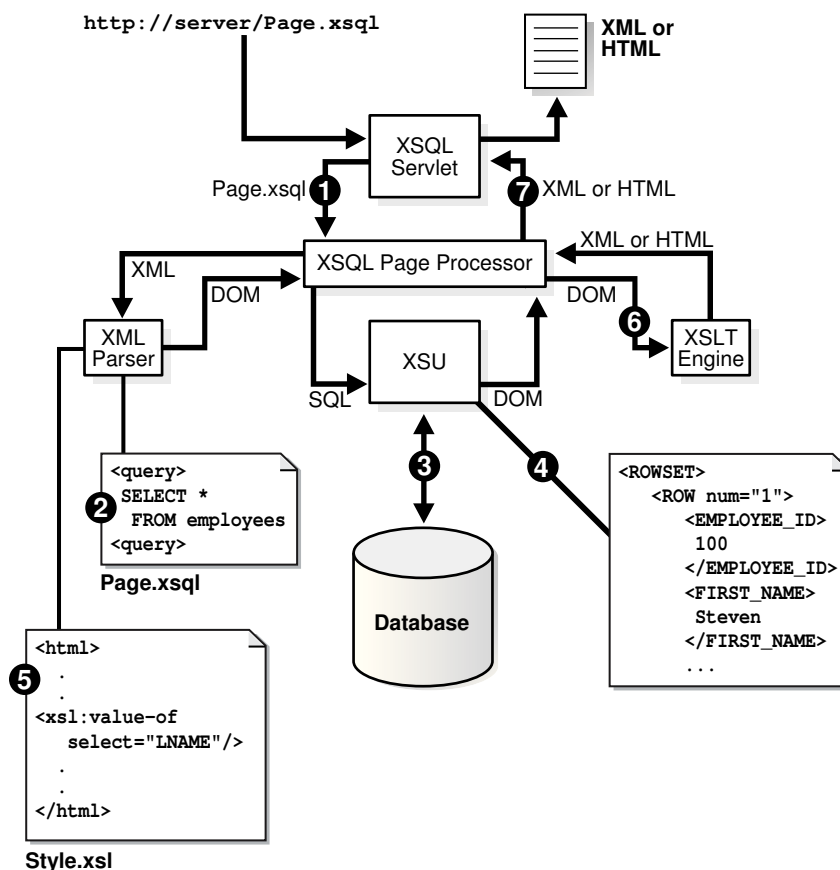 http://server/Page.xsql
XML or
HTML
XSQL
Servlet
Page.xsql
1
7
XML or HTML
XSQL Page Processor
XML or HTML
XML
DOM
DOM
6
XML
Parser
XSU
XSLT
Engine
SQL
DOM
3
4
2
<query>
SELECT *
FROM employees
<query>
Page.xsql
<ROWSET>
<ROW num="1">
<EMPLOYEE_ID>
100
</EMPLOYEE_ID>
<FIRST_NAME>
Steven
</FIRST_NAME>
...
Database
5
<html>
.
.
<xsl:value-of
select="LNAME"/>
.
.
</html>
Style.xsl